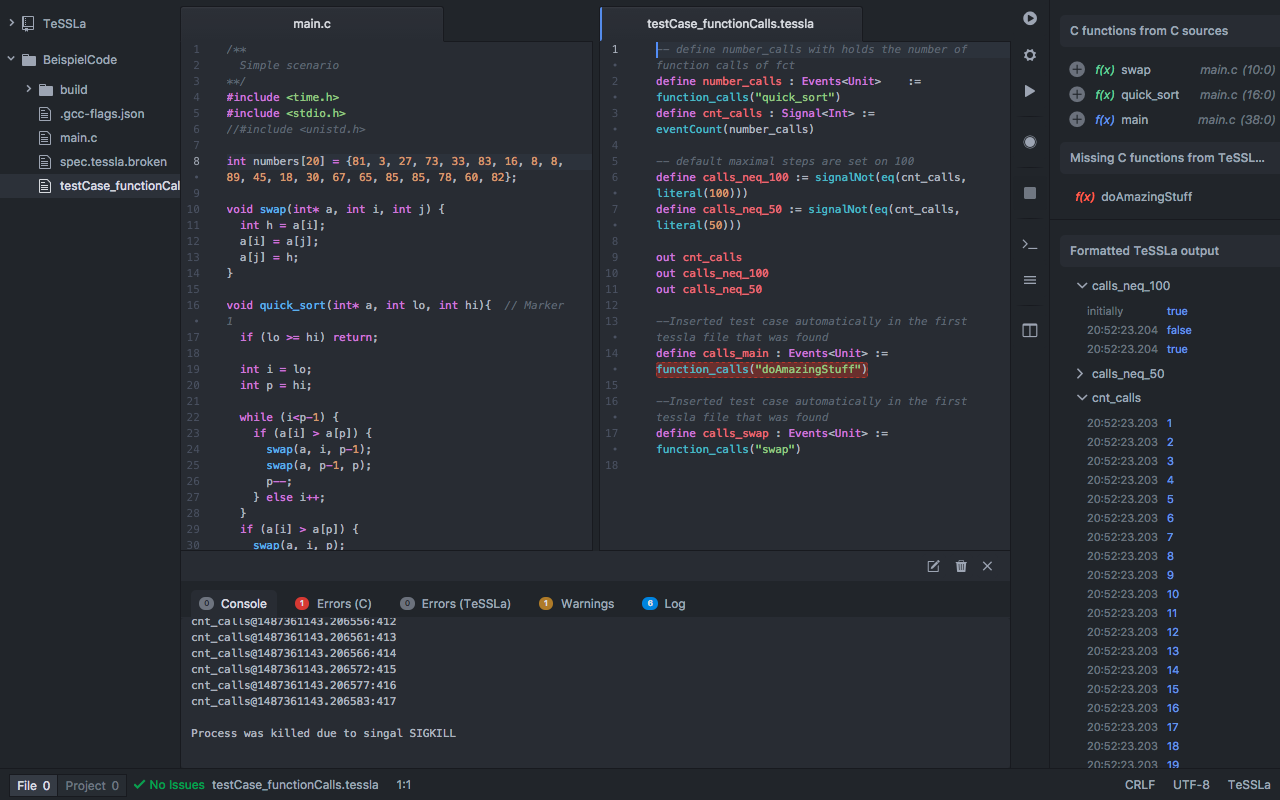 TeSSLa
BeispielCode
build
.gcc-flags.json
main.c
spec.tessla.broken
testCase_functionCal
main.c
1 /**
2   Simple scenario
3 **/
4 #include <time.h>
5 #include <stdio.h>
6 //#include <unistd.h>
7
8 int numbers[20] = {81, 3, 27, 73, 33, 83, 16, 8, 8,
• 89, 45, 18, 30, 67, 65, 85, 85, 78, 60, 82};
9
10 void swap(int* a, int i, int j) {
11   int h = a[i];
12   a[i] = a[j];
13   a[j] = h;
14 }
15
16 void quick_sort(int* a, int lo, int hi){  // Marker
• 1
17   if (lo >= hi) return;
18
19   int i = lo;
20   int p = hi;
21
22   while (i<p-1) {
23     if (a[i] > a[p]) {
24       swap(a, i, p-1);
25       swap(a, p-1, p);
26       p--;
27     } else i++;
28   }
29   if (a[i] > a[p]) {
30     swap(a, i, p);
testCase_functionCalls.tessla
1 -- define number_calls with holds the number of
• function calls of fct
2 define number_calls : Events<Unit>    :=
• function_calls("quick_sort")
3 define cnt_calls : Signal<Int> :=
• eventCount(number_calls)
4
5 -- default maximal steps are set on 100
6 define calls_neq_100 := signalNot(eq(cnt_calls,
• literal(100)))
7 define calls_neq_50 := signalNot(eq(cnt_calls,
• literal(50)))
8
9 out cnt_calls
10 out calls_neq_100
11 out calls_neq_50
12
13 --Inserted test case automatically in the first
• tessla file that was found
14 define calls_main : Events<Unit> :=
• function_calls("doAmazingStuff")
15
16 --Inserted test case automatically in the first
• tessla file that was found
17 define calls_swap : Events<Unit> :=
• function_calls("swap")
18
C functions from C sources
f(x) swap main.c (10:0)
f(x) quick_sort main.c (16:0)
f(x) main main.c (38:0)
Missing C functions from TeSSL...
f(x) doAmazingStuff
Formatted TeSSLa output
calls_neq_100
initially true
20:52:23.204 false
20:52:23.204 true
calls_neq_50
cnt_calls
20:52:23.203 1
20:52:23.203 2
20:52:23.203 3
20:52:23.203 4
20:52:23.203 5
20:52:23.203 6
20:52:23.203 7
20:52:23.203 8
20:52:23.203 9
20:52:23.203 10
20:52:23.203 11
20:52:23.203 12
20:52:23.203 13
20:52:23.203 14
20:52:23.203 15
20:52:23.203 16
20:52:23.203 17
20:52:23.203 18
20:52:23.203 19
0 Console 1 Errors (C) 0 Errors (TeSSLa) 1 Warnings 6 Log
cnt_calls@1487361143.206556:412
cnt_calls@1487361143.206561:413
cnt_calls@1487361143.206566:414
cnt_calls@1487361143.206572:415
cnt_calls@1487361143.206577:416
cnt_calls@1487361143.206583:417
Process was killed due to singal SIGKILL
File 0 Project 0 No Issues testCase_functionCalls.tessla 1:1 CRLF UTF-8 TeSSLa